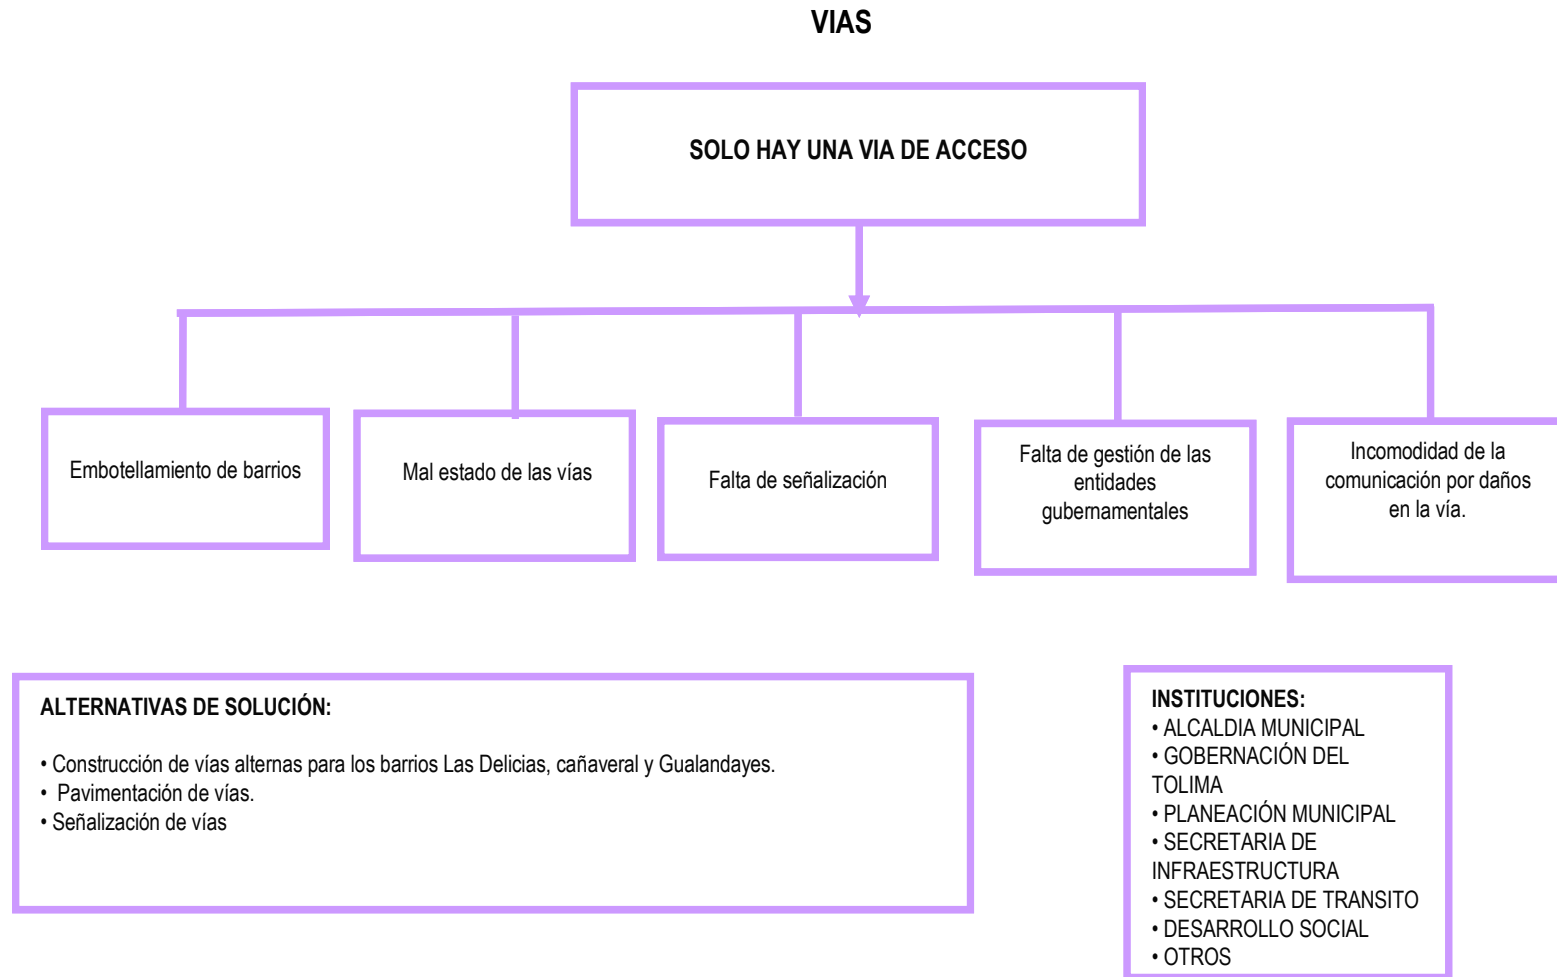 VIAS
SOLO HAY UNA VIA DE ACCESO
Embotellamiento de barrios
Mal estado de las vías
Falta de señalización
Falta de gestión de las
entidades
gubernamentales
Incomodidad de la
comunicación por daños
en la vía.
ALTERNATIVAS DE SOLUCIÓN:
• Construcción de vías alternas para los barrios Las Delicias, cañaveral y Gualandayes.
• Pavimentación de vías.
• Señalización de vías
INSTITUCIONES:
• ALCALDIA MUNICIPAL
• GOBERNACIÓN DEL
TOLIMA
• PLANEACIÓN MUNICIPAL
• SECRETARIA DE
INFRAESTRUCTURA
• SECRETARIA DE TRANSITO
• DESARROLLO SOCIAL
• OTROS